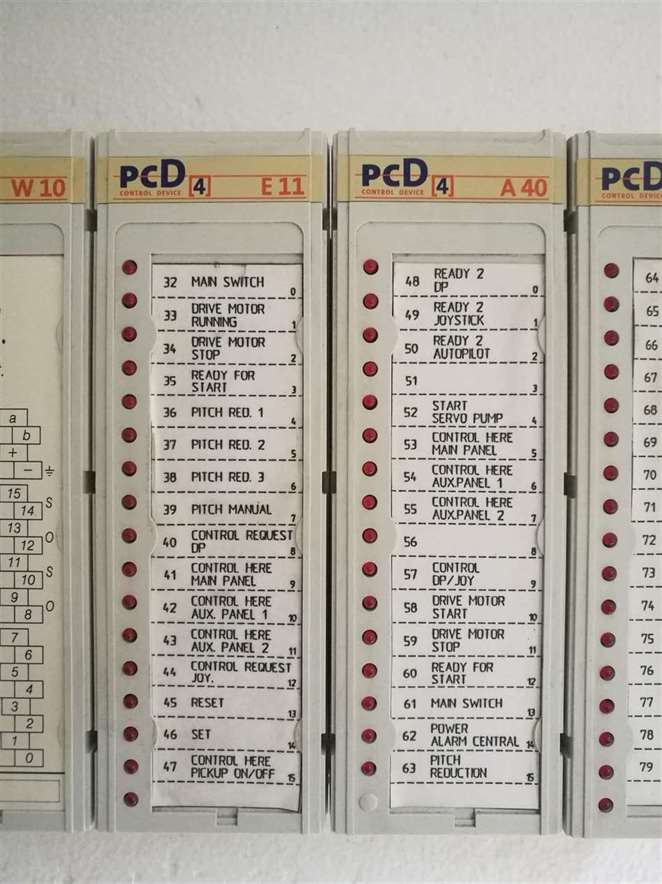 W 10
.
.
a
b
+
–
15
S
14
13
O
12
11
S
10
9
O
8
7
6
5
4
3
2
1
0
PCD [4] E 11
CONTROL DEVICE
32 MAIN SWITCH 0
33 DRIVE MOTOR
RUNNING 1
34 DRIVE MOTOR
STOP 2
35 READY FOR
START 3
36 PITCH RED. 1 4
37 PITCH RED. 2 5
38 PITCH RED. 3 6
39 PITCH MANUAL 7
40 CONTROL REQUEST
DP 8
41 CONTROL HERE
MAIN PANEL 9
42 CONTROL HERE
AUX. PANEL 1 10
43 CONTROL HERE
AUX. PANEL 2 11
44 CONTROL REQUEST
JOY. 12
45 RESET 13
46 SET 14
47 CONTROL HERE
PICKUP ON/OFF 15
PCD [4] A 40
CONTROL DEVICE
48 READY 2
DP 0
49 READY 2
JOYSTICK 1
50 READY 2
AUTOPILOT 2
51 3
52 START
SERVO PUMP 4
53 CONTROL HERE
MAIN PANEL 5
54 CONTROL HERE
AUX.PANEL 1 6
55 CONTROL HERE
AUX.PANEL 2 7
56 8
57 CONTROL
DP/JOY 9
58 DRIVE MOTOR
START 10
59 DRIVE MOTOR
STOP 11
60 READY FOR
START 12
61 MAIN SWITCH 13
62 POWER
ALARM CENTRAL 14
63 PITCH
REDUCTION 15
PCD
CONTROL DEVICE
64
65
66
67
68
69
70
71
72
73
74
75
76
77
78
79